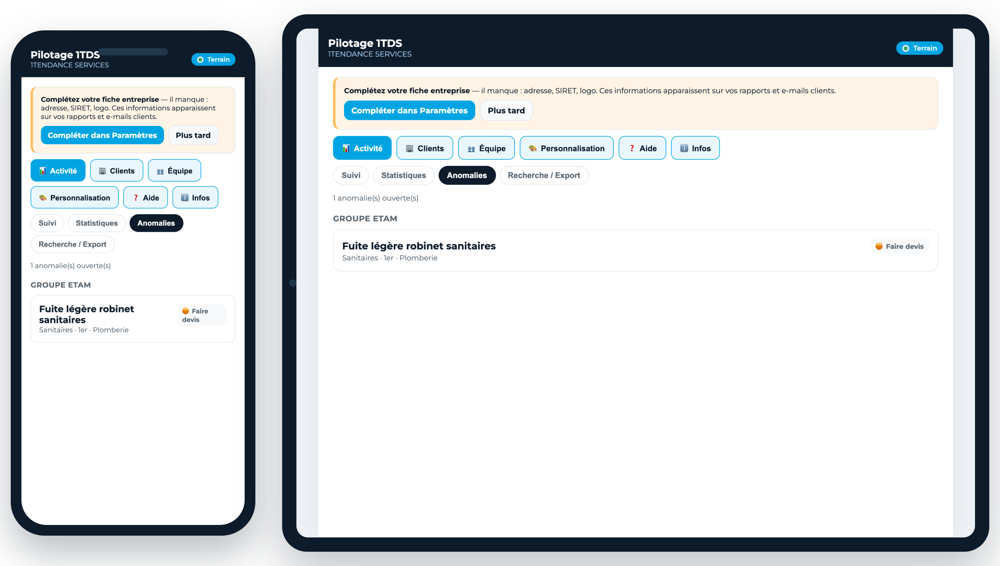 Pilotage 1TDS
1TENDANCE SERVICES
Terrain
Complétez votre fiche entreprise — il manque :
adresse, SIRET, logo. Ces informations apparaissent
sur vos rapports et e-mails clients.
Compléter dans Paramètres
Plus tard
Activité
Clients
Équipe
Personnalisation
Aide
Infos
Suivi
Statistiques
Anomalies
Recherche / Export
1 anomalie(s) ouverte(s)
GROUPE ETAM
Fuite légère robinet
sanitaires
Faire
devis
Sanitaires · 1er · Plomberie
Pilotage 1TDS
1TENDANCE SERVICES
Terrain
Complétez votre fiche entreprise — il manque : adresse, SIRET, logo. Ces informations apparaissent sur vos rapports et e-mails clients.
Compléter dans Paramètres
Plus tard
Activité
Clients
Équipe
Personnalisation
Aide
Infos
Suivi
Statistiques
Anomalies
Recherche / Export
1 anomalie(s) ouverte(s)
GROUPE ETAM
Fuite légère robinet sanitaires
Faire devis
Sanitaires · 1er · Plomberie